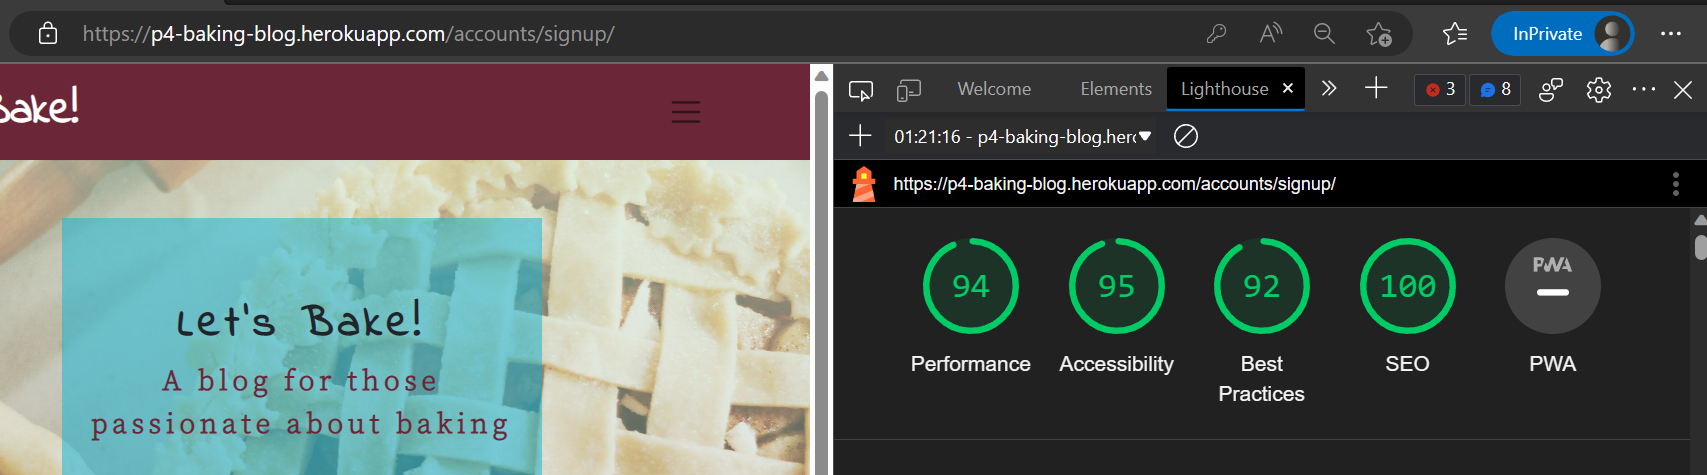 https://p4-baking-blog.herokuapp.com/accounts/signup/
InPrivate
Bake!
Welcome
Elements
Lighthouse
3
8
01:21:16 - p4-baking-blog.her
https://p4-baking-blog.herokuapp.com/accounts/signup/
94
95
92
100
PWA
Performance
Accessibility
Best
Practices
SEO
PWA
Let's Bake!
A blog for those
passionate about baking